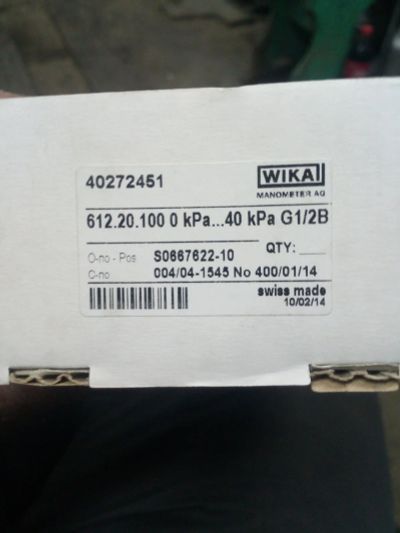 40272451
WIKA
MANOMETER AG
612.20.100 0 kPa...40 kPa G1/2B
O-no - Pos S0667622-10 QTY: ___
C-no 004/04-1545 No 400/01/14
swiss made
10/02/14